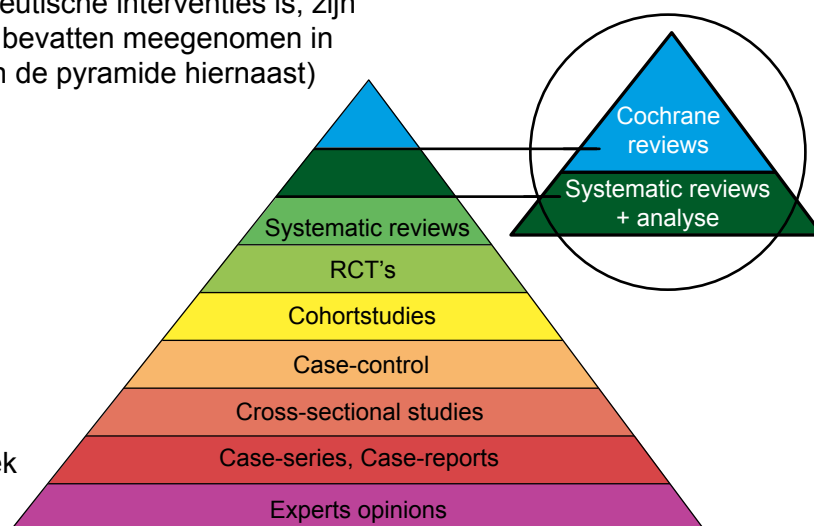 eutische interventies is, zijn
bevatten meegenomen in
de pyramide hiernaast)
Cochrane
reviews
Systematic reviews
+ analyse
Systematic reviews
RCT's
Cohortstudies
Case-control
Cross-sectional studies
Case-series, Case-reports
Experts opinions